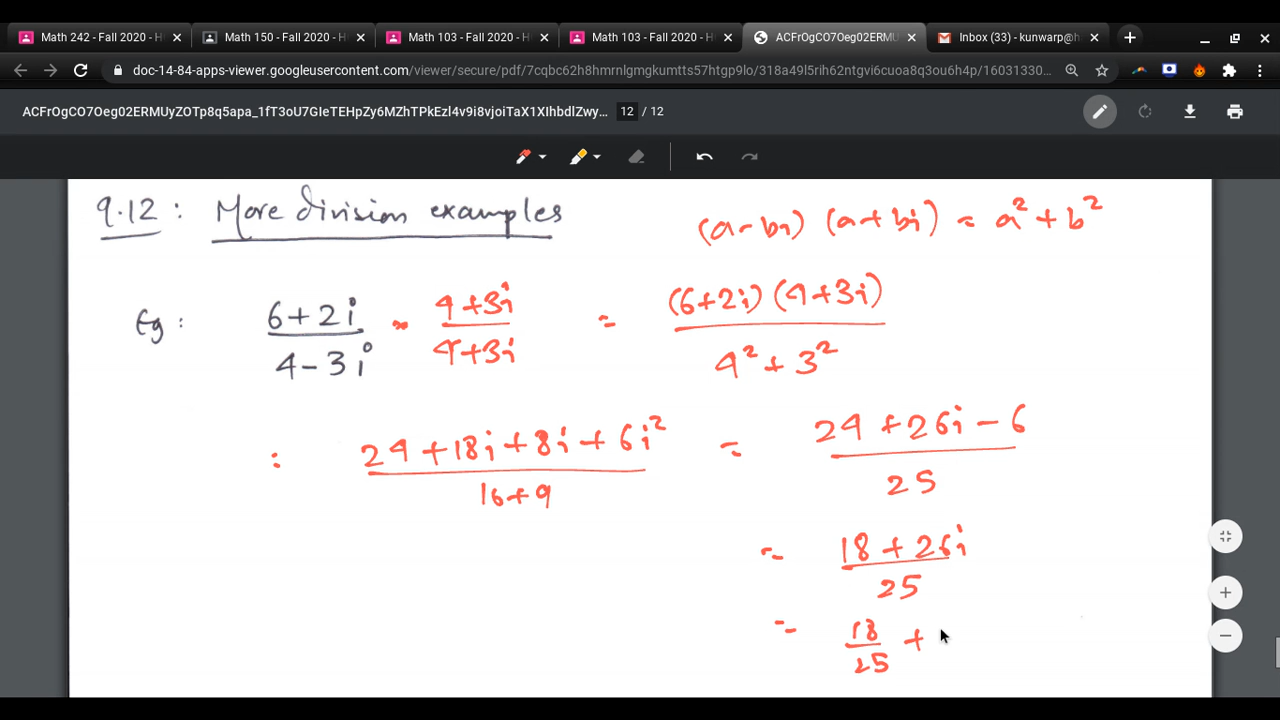 Math 242 - Fall 2020 - H
Math 150 - Fall 2020 - H
Math 103 - Fall 2020 - H
Math 103 - Fall 2020 - H
ACFrOgCO7Oeg02ERMU
Inbox (33) - kunwarp@h
doc-14-84-apps-viewer.googleusercontent.com/viewer/secure/pdf/7cqbc62h8hmrnlgmgkumtts57htgp9lo/318a49l5rih62ntgvi6cuoa8q3ou6h4p/16031330...
ACFrOgCO7Oeg02ERMUyZOTp8q5apa_1fT3oU7GIeTEHpZy6MZhTPkEzl4v9i8vjoiTaX1XIhbdlZwy... 12 / 12
9.12 : More division examples
(a-bi) (a+bi) = a² + b²
Eg : (6+2i)/(4-3i) • (4+3i)/(4+3i) = (6+2i)(4+3i)/(4² + 3²)
: (24+18i+8i+6i²)/(16+9) = (24+26i-6)/25
= (18+26i)/25
= 18/25 +